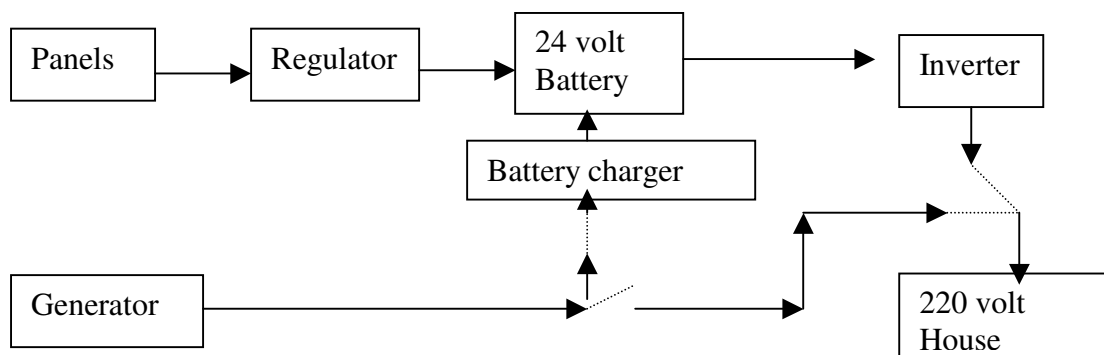 Panels
Regulator
24 volt
Battery
Inverter
Battery charger
Generator
220 volt
House